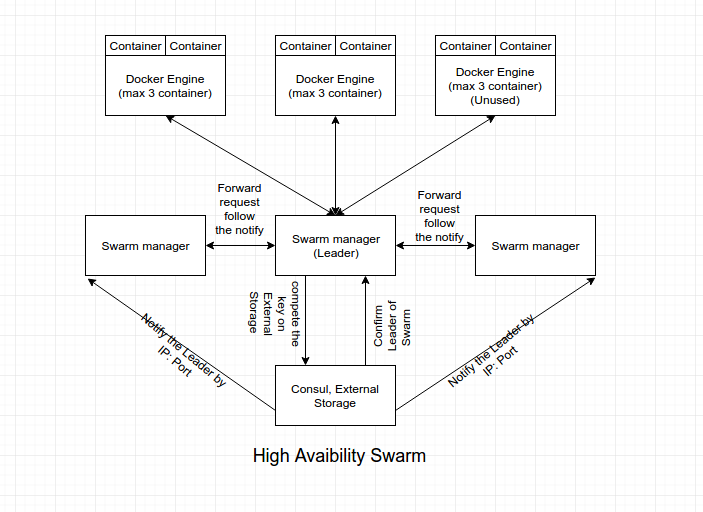 Container Container
Container Container
Container Container
Docker Engine
(max 3 container)
Docker Engine
(max 3 container)
Docker Engine
(max 3 container)
(Unused)
Forward
request
follow
the notify
Forward
request
follow
the notify
Swarm manager
Swarm manager
(Leader)
Swarm manager
compete the
key on
External
Storage
Confirm
Leader of
Swarm
Notify the Leader by
IP: Port
Notify the Leader by
IP: Port
Consul, External
Storage
High Avaibility Swarm